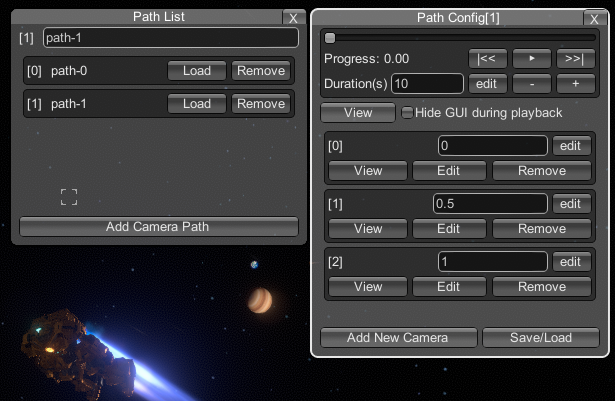 Path List
X
[1] path-1
[0] path-0 Load Remove
[1] path-1 Load Remove
Add Camera Path
Path Config[1]
X
Progress: 0.00 |<< ▶ >>|
Duration(s) 10 edit - +
View Hide GUI during playback
[0] 0 edit
View Edit Remove
[1] 0.5 edit
View Edit Remove
[2] 1 edit
View Edit Remove
Add New Camera Save/Load